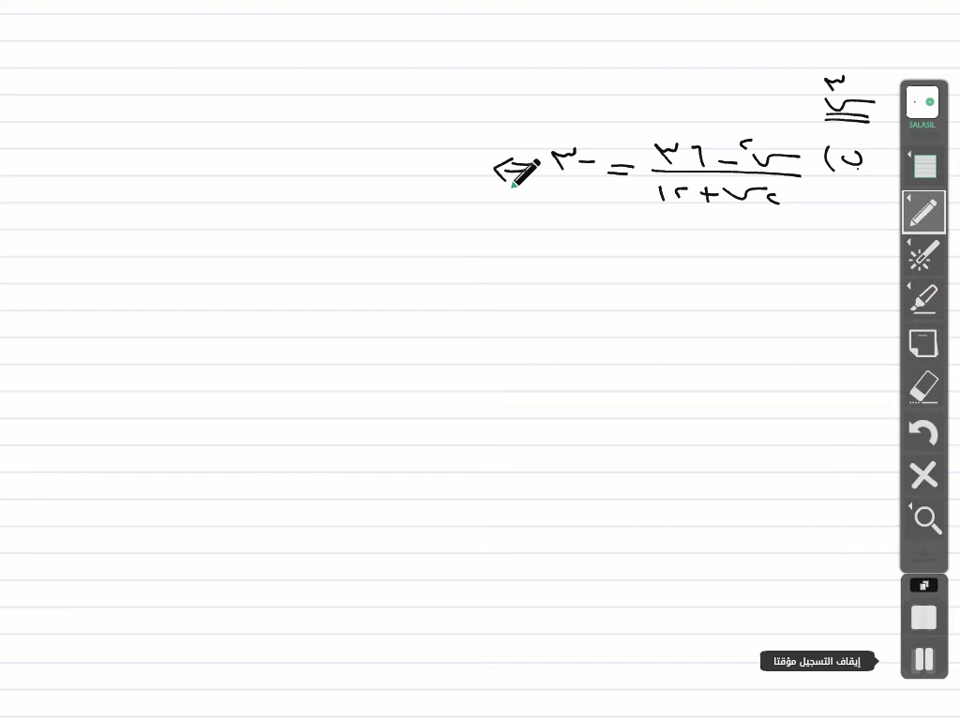 ٣
س
ب) س^٢ - ٣٦ = -٣ ⇔
٢س + ١٢
SALASIL
إيقاف التسجيل مؤقتا